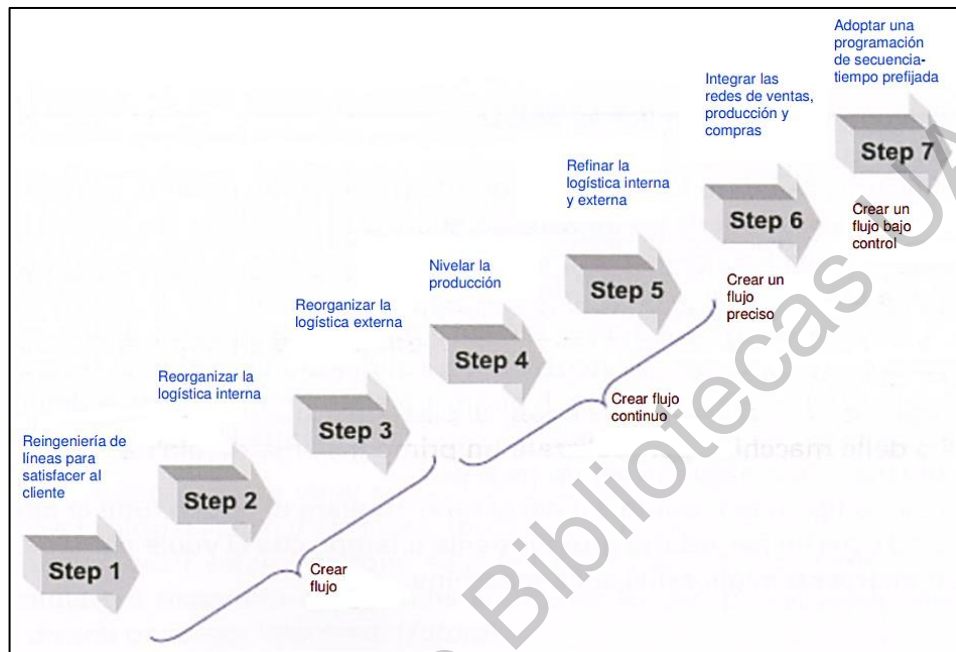 Adoptar una
programación
de secuencia-
tiempo prefijada
Step 7
Crear un
flujo bajo
control
Integrar las
redes de ventas,
producción y
compras
Step 6
Crear un
flujo
preciso
Refinar la
logística interna
y externa
Step 5
Nivelar la
producción
Step 4
Crear flujo
continuo
Reorganizar la
logística externa
Step 3
Reorganizar la
logística interna
Step 2
Reingeniería de
líneas para
satisfacer al
cliente
Step 1
Crear
flujo
delle macchi
Bibliotecas UA